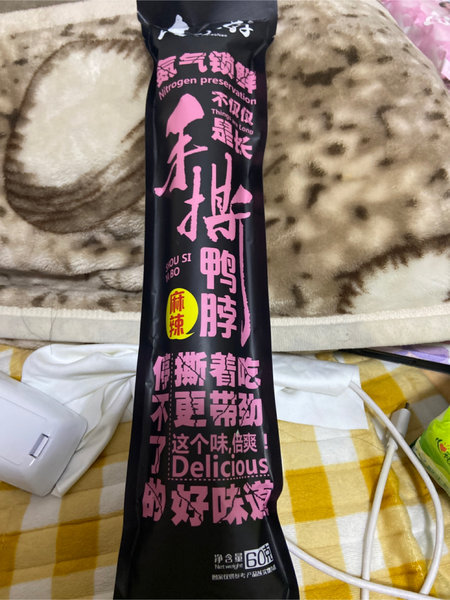 氮气锁鲜
Nitrogen preservation
不仅仅
是长
手撕
鸭脖
SHOU SI
YA BO
麻辣
撕着吃
更带劲
这个味,倍爽!
Delicious
停不了的好味道
净含量
Net weight
60克